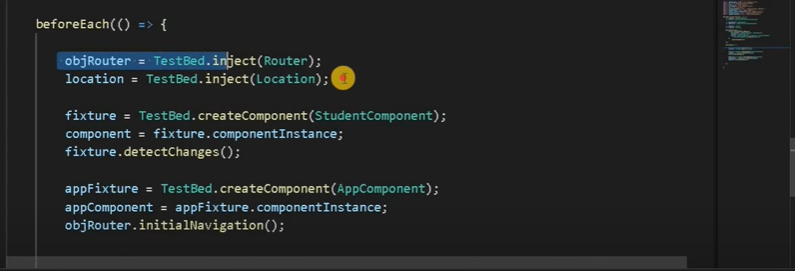 beforeEach(() => {
objRouter = TestBed.inject(Router);
location = TestBed.inject(Location);
fixture = TestBed.createComponent(StudentComponent);
component = fixture.componentInstance;
fixture.detectChanges();
appFixture = TestBed.createComponent(AppComponent);
appComponent = appFixture.componentInstance;
objRouter.initialNavigation();